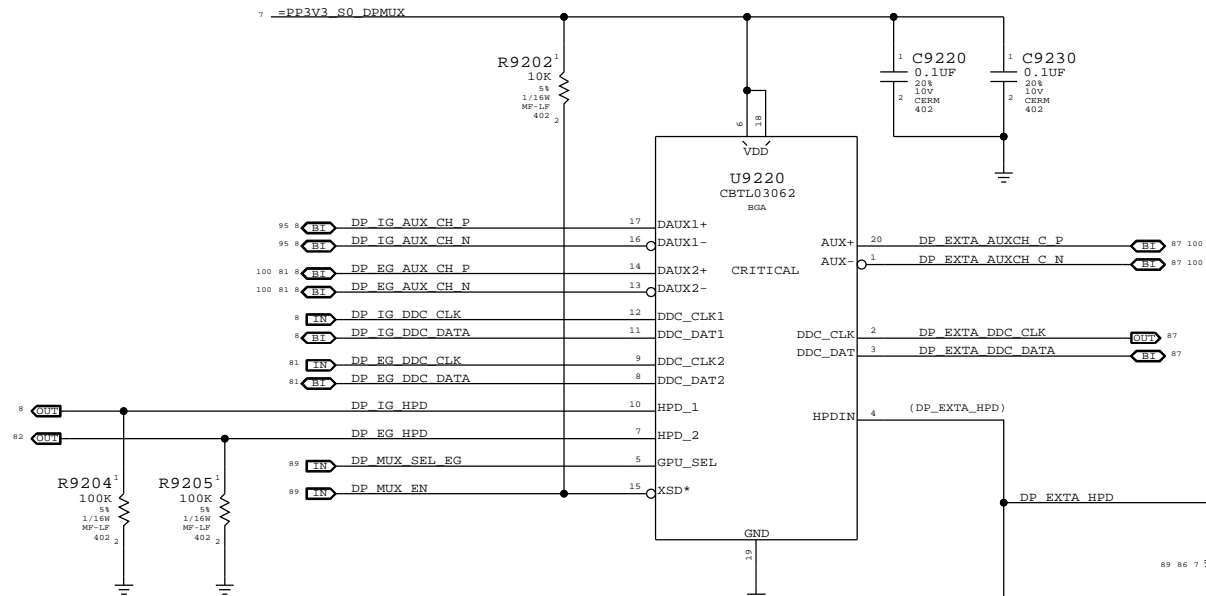 7 =PP3V3_S0_DPMUX
R9202 1
10K
5%
1/16W
MF-LF
402 2
1 C9220
0.1UF
20%
2 10V
CERM
402
1 C9230
0.1UF
20%
2 10V
CERM
402
6 18
VDD
U9220
CBTL03062
BGA
CRITICAL
95 8 BI DP_IG_AUX_CH_P 17 DAUX1+
95 8 BI DP_IG_AUX_CH_N 16 DAUX1-
100 81 8 BI DP_EG_AUX_CH_P 14 DAUX2+
100 81 8 BI DP_EG_AUX_CH_N 13 DAUX2-
8 IN DP_IG_DDC_CLK 12 DDC_CLK1
8 BI DP_IG_DDC_DATA 11 DDC_DAT1
81 IN DP_EG_DDC_CLK 9 DDC_CLK2
81 BI DP_EG_DDC_DATA 8 DDC_DAT2
8 OUT DP_IG_HPD 10 HPD_1
82 OUT DP_EG_HPD 7 HPD_2
89 IN DP_MUX_SEL_EG 5 GPU_SEL
89 IN DP_MUX_EN 15 XSD*
AUX+ 20 DP_EXTA_AUXCH_C_P BI 87 100
AUX- 1 DP_EXTA_AUXCH_C_N BI 87 100
DDC_CLK 2 DP_EXTA_DDC_CLK OUT 87
DDC_DAT 3 DP_EXTA_DDC_DATA BI 87
HPDIN 4 (DP_EXTA_HPD)
DP_EXTA_HPD
GND
19
R9204 1
100K
5%
1/16W
MF-LF
402 2
R9205 1
100K
5%
1/16W
MF-LF
402 2
89 86 7